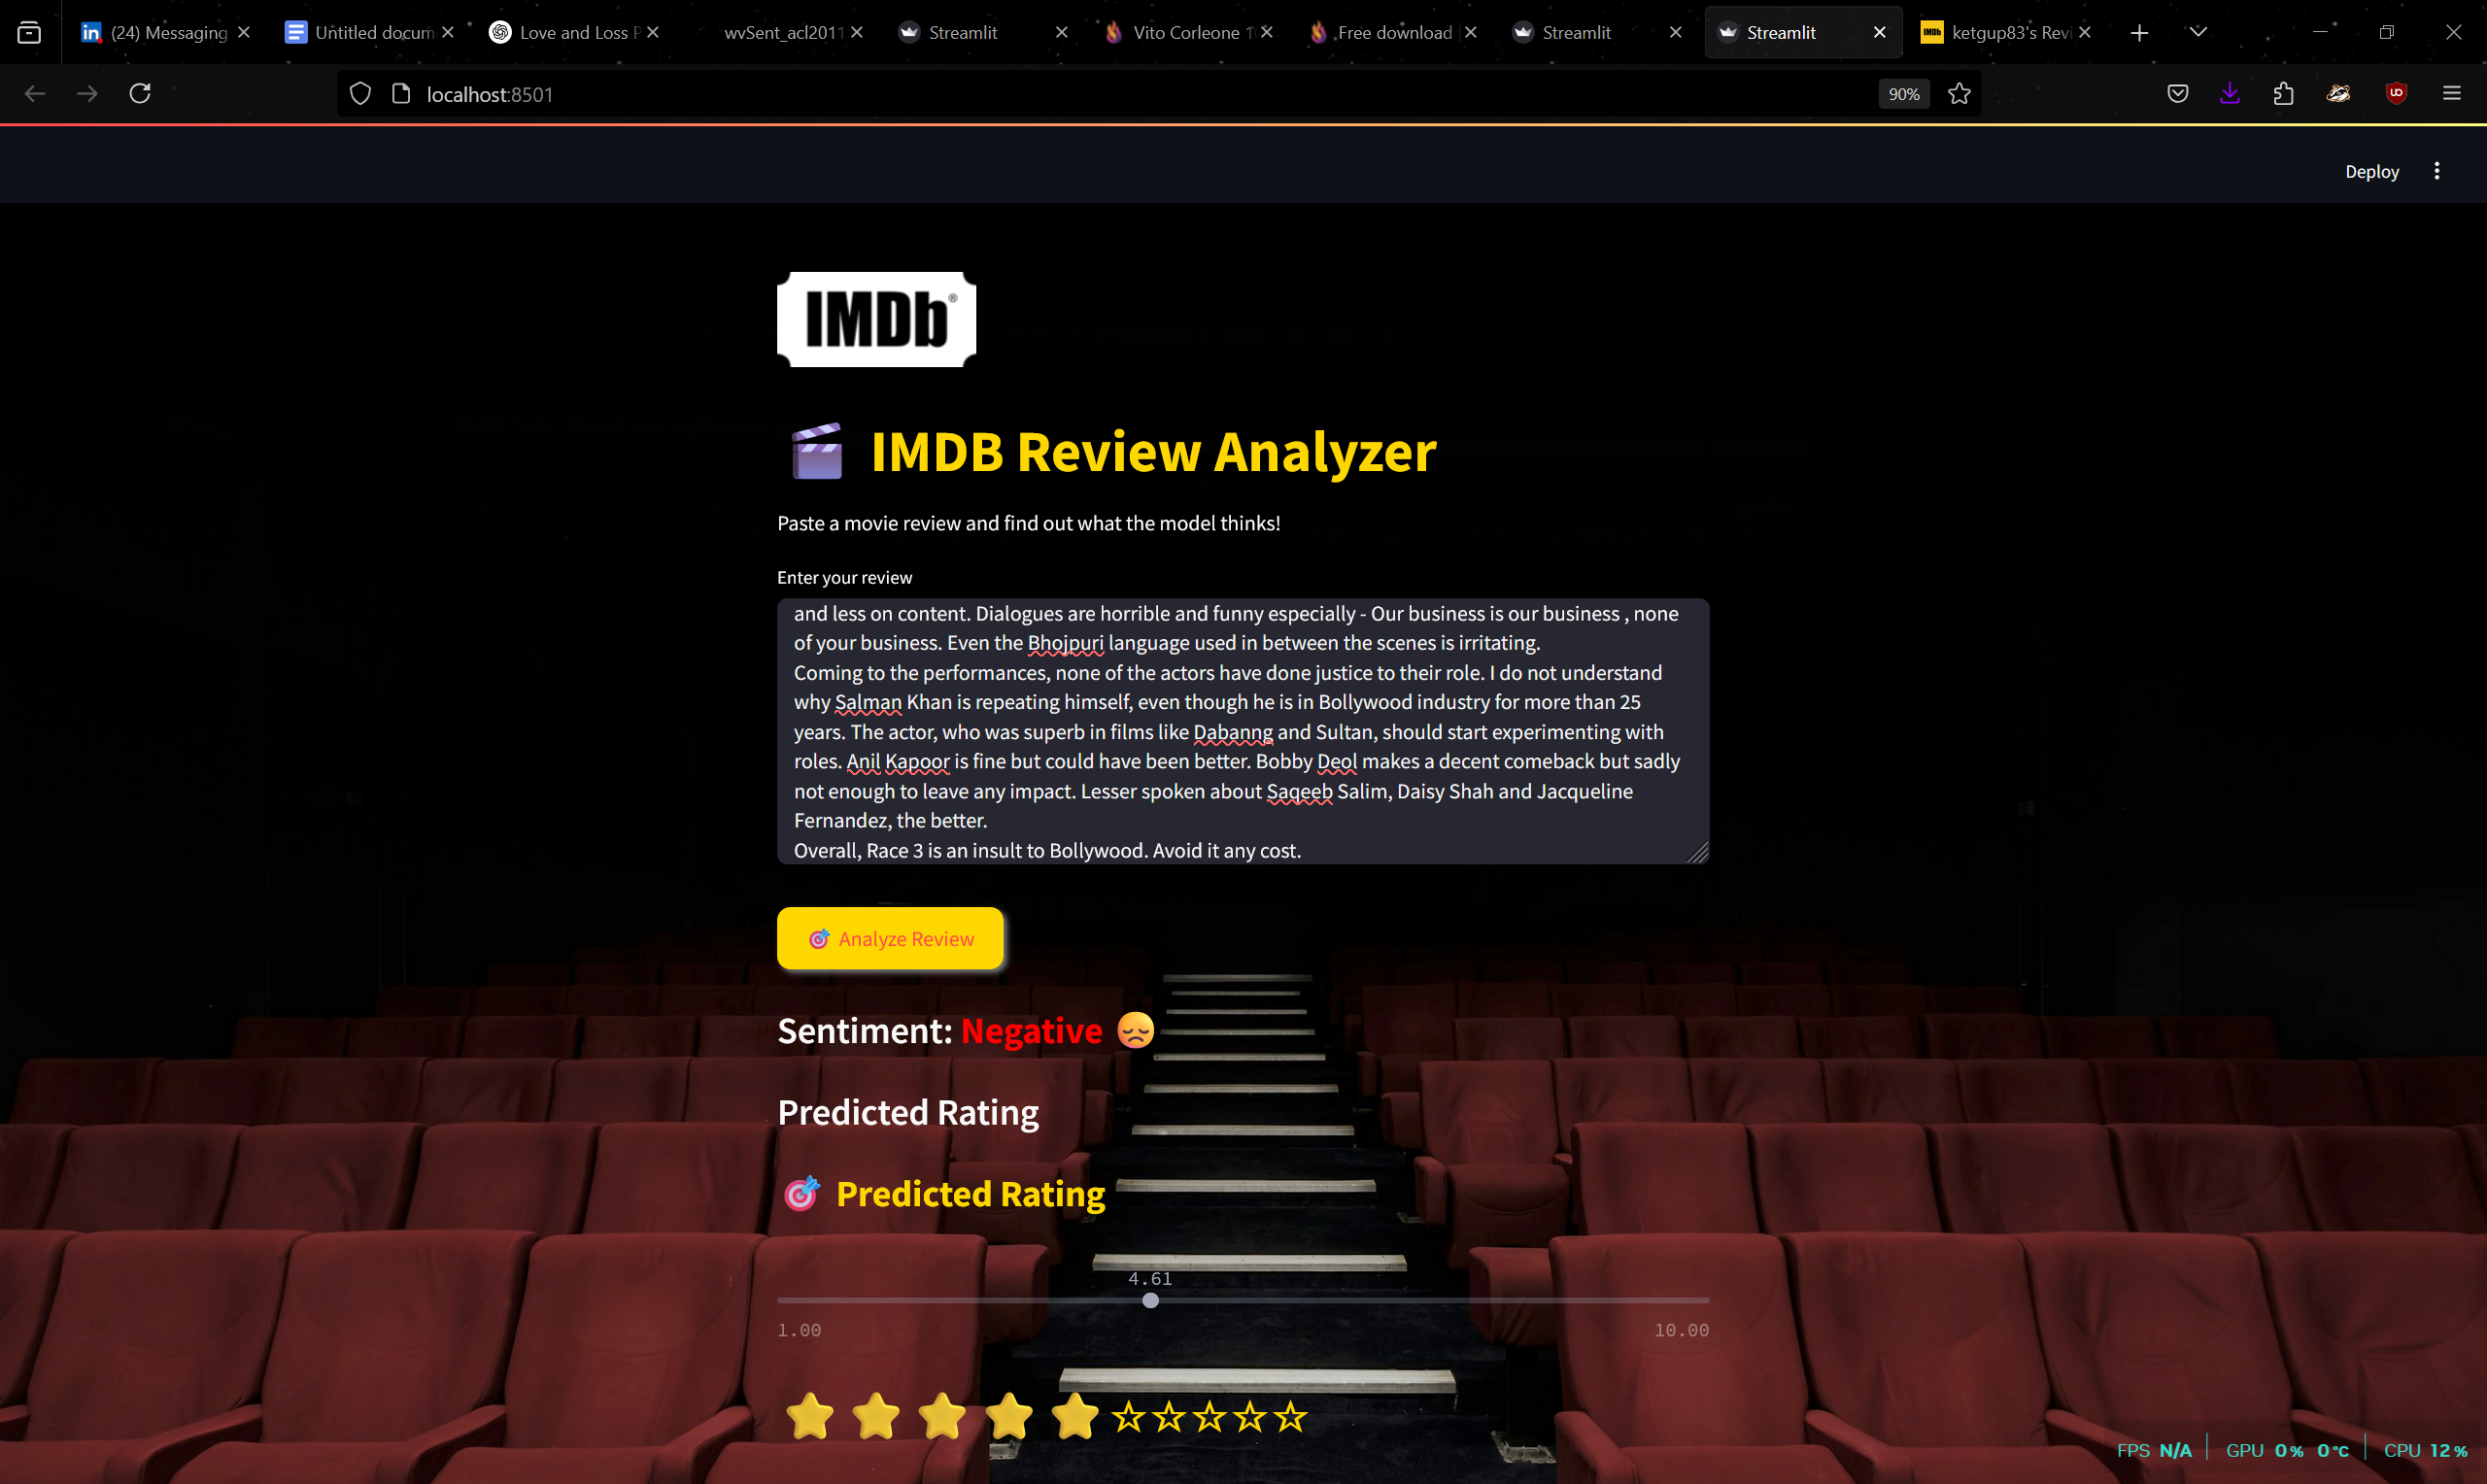 (24) Messaging
Untitled docum
Love and Loss P
wvSent_acl2011
Streamlit
Vito Corleone 1
Free download
Streamlit
Streamlit
IMDb
ketgup83's Revi
localhost:8501
90%
Deploy
IMDb®
IMDB Review Analyzer
Paste a movie review and find out what the model thinks!
Enter your review
and less on content. Dialogues are horrible and funny especially - Our business is our business , none
of your business. Even the Bhojpuri language used in between the scenes is irritating.
Coming to the performances, none of the actors have done justice to their role. I do not understand
why Salman Khan is repeating himself, even though he is in Bollywood industry for more than 25
years. The actor, who was superb in films like Dabanng and Sultan, should start experimenting with
roles. Anil Kapoor is fine but could have been better. Bobby Deol makes a decent comeback but sadly
not enough to leave any impact. Lesser spoken about Saqeeb Salim, Daisy Shah and Jacqueline
Fernandez, the better.
Overall, Race 3 is an insult to Bollywood. Avoid it any cost.
Analyze Review
Sentiment: Negative
Predicted Rating
Predicted Rating
4.61
1.00 10.00
FPS N/A GPU 0% 0°C CPU 12%